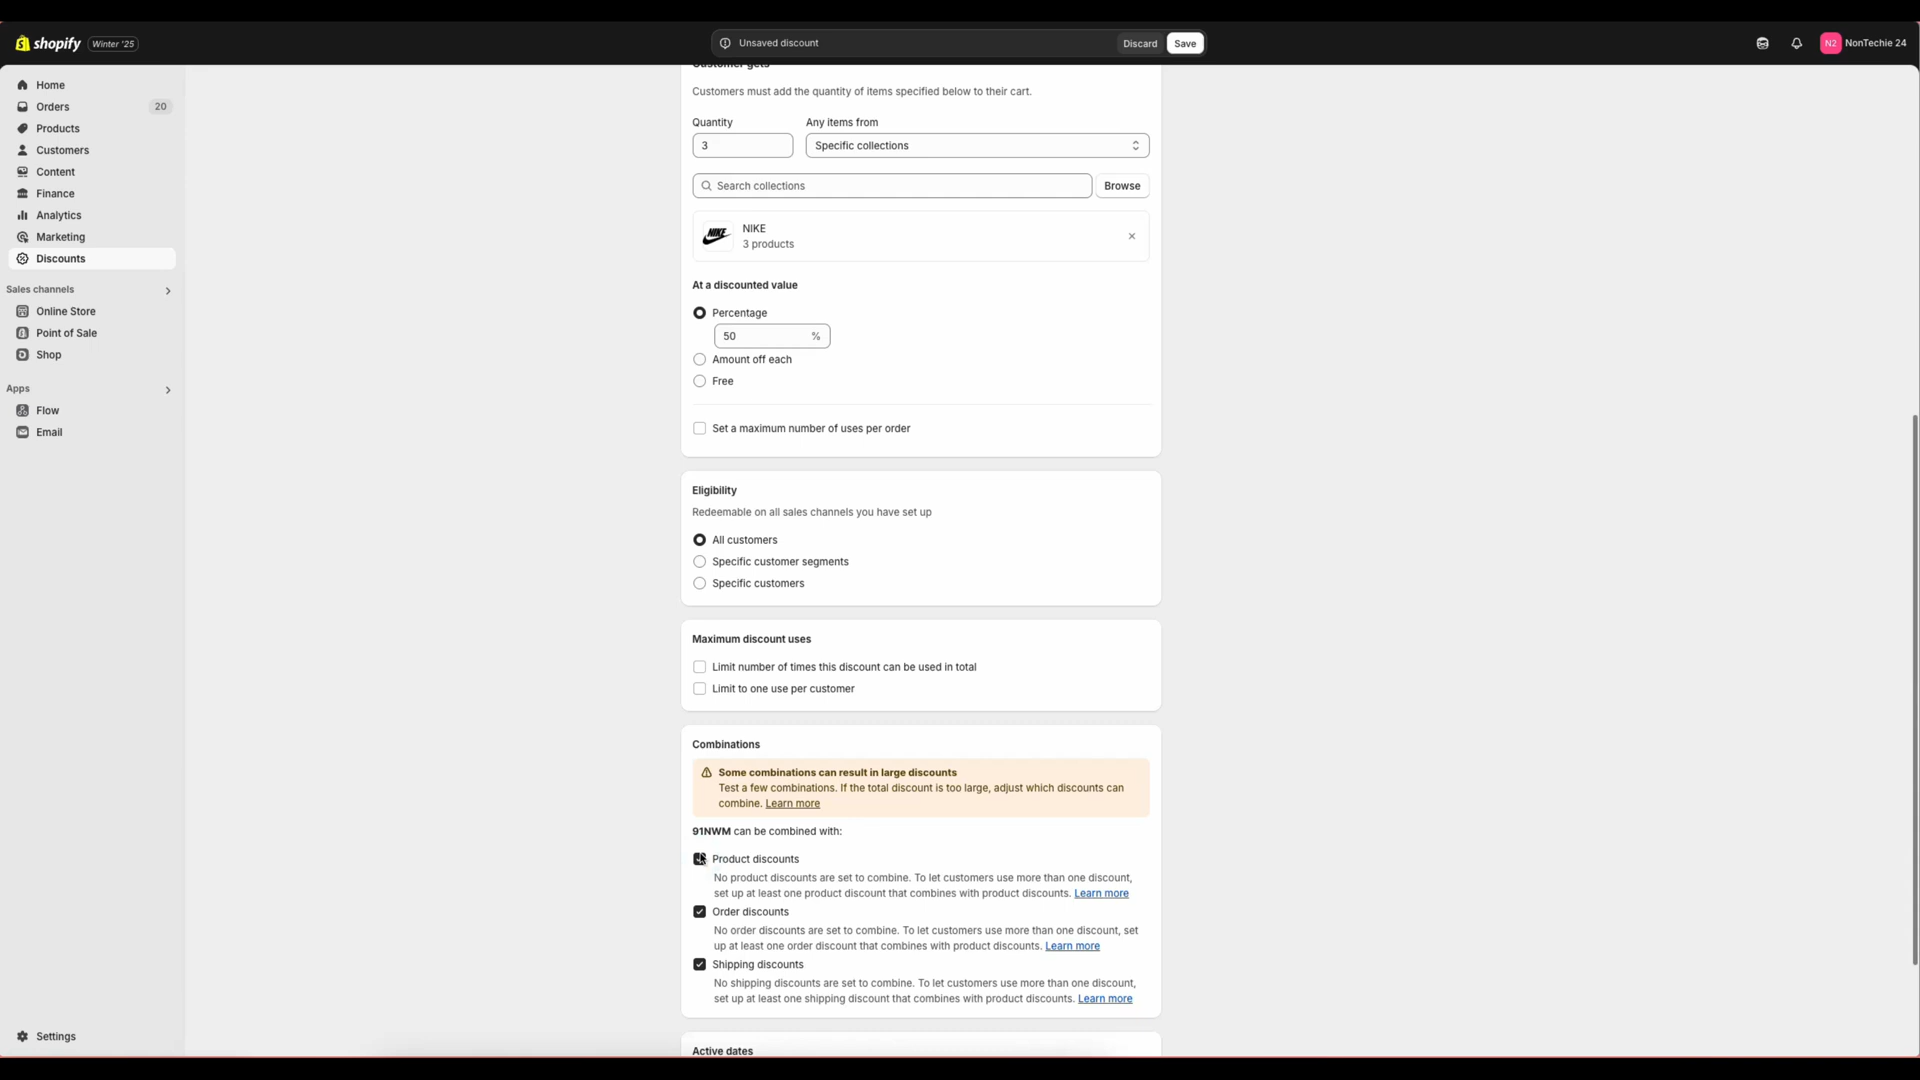 shopify Winter '25
Unsaved discount
Discard
Save
N2 NonTechie 24
Home
Orders 20
Products
Customers
Content
Finance
Analytics
Marketing
Discounts
Sales channels
Online Store
Point of Sale
Shop
Apps
Flow
Email
Settings
Customer gets
Customers must add the quantity of items specified below to their cart.
Quantity Any items from
3 Specific collections
Search collections Browse
NIKE
NIKE
3 products
At a discounted value
Percentage
50 %
Amount off each
Free
Set a maximum number of uses per order
Eligibility
Redeemable on all sales channels you have set up
All customers
Specific customer segments
Specific customers
Maximum discount uses
Limit number of times this discount can be used in total
Limit to one use per customer
Combinations
Some combinations can result in large discounts
Test a few combinations. If the total discount is too large, adjust which discounts can
combine. Learn more
91NWM can be combined with:
Product discounts
No product discounts are set to combine. To let customers use more than one discount,
set up at least one product discount that combines with product discounts. Learn more
Order discounts
No order discounts are set to combine. To let customers use more than one discount, set
up at least one order discount that combines with product discounts. Learn more
Shipping discounts
No shipping discounts are set to combine. To let customers use more than one discount,
set up at least one shipping discount that combines with product discounts. Learn more
Active dates